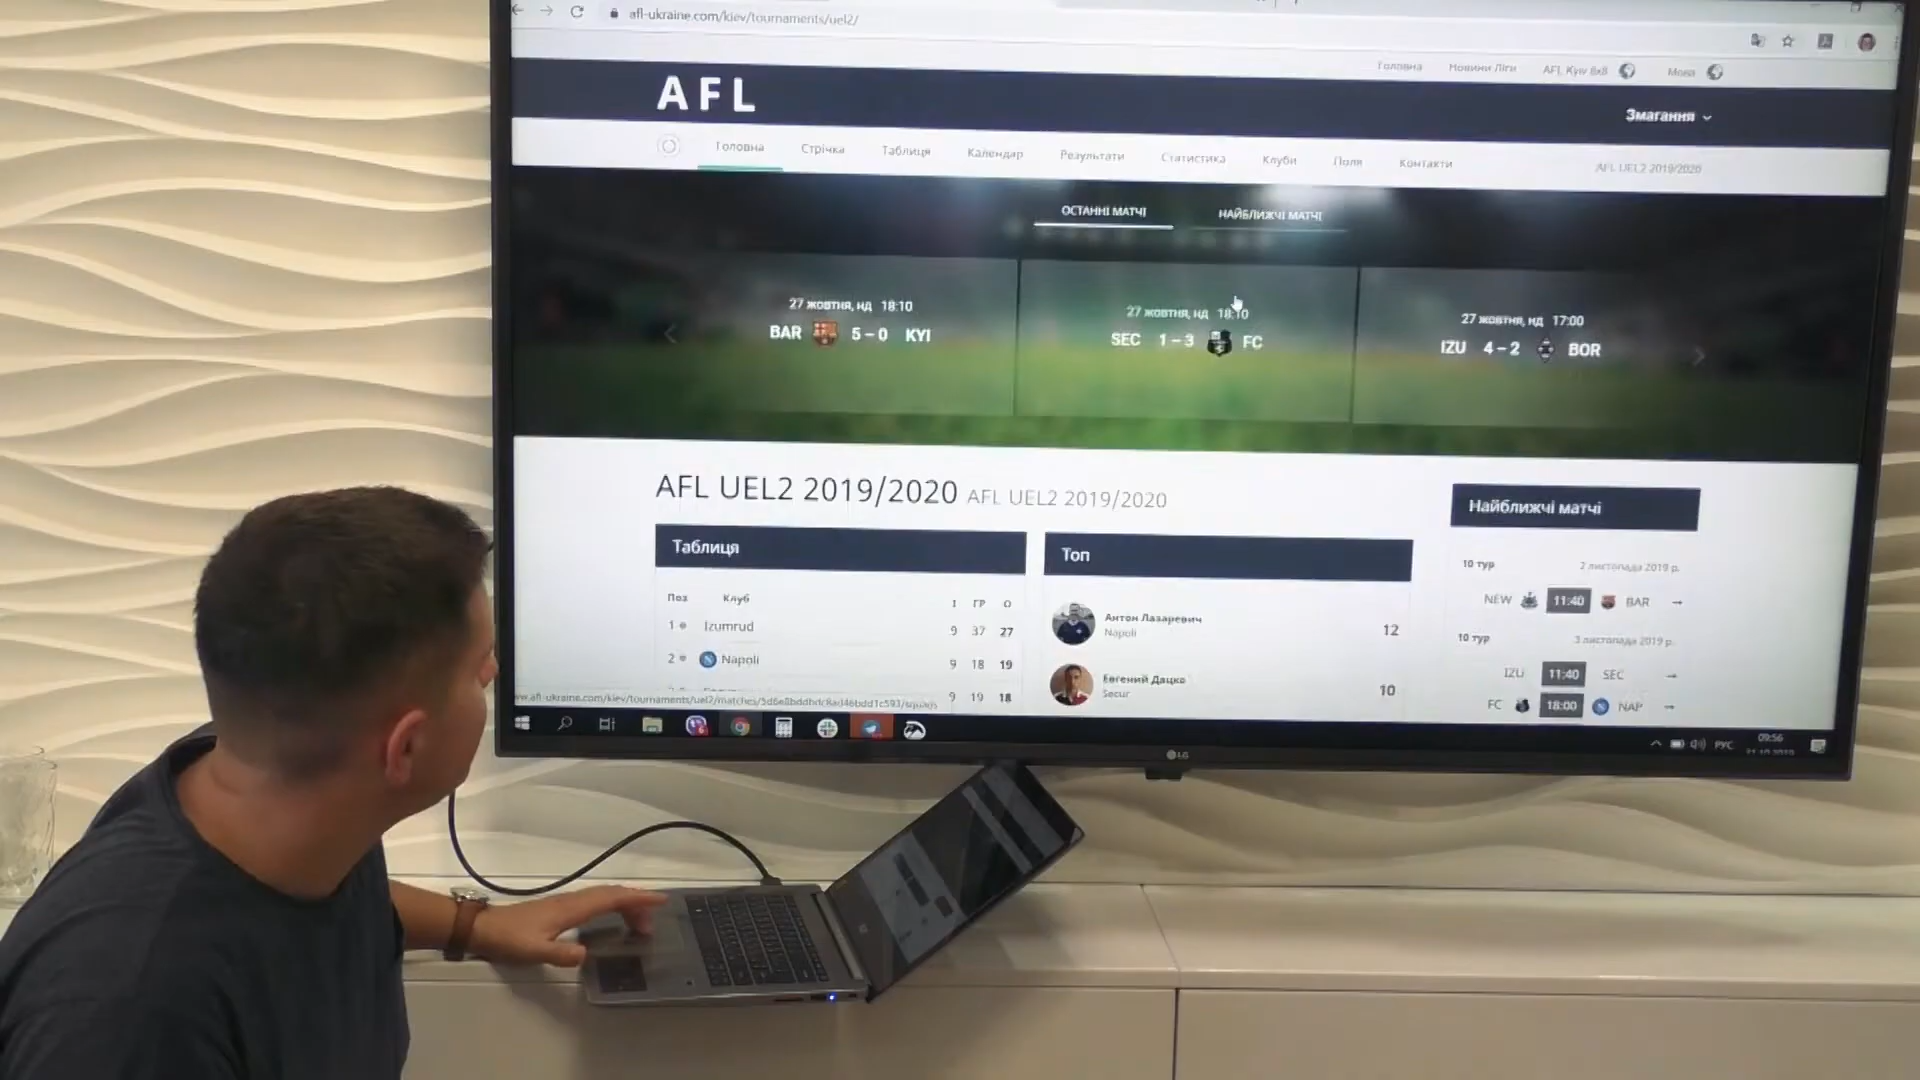 afl-ukraine.com/kiev/tournaments/uel2/
Головна Новини Ліги AFL Kyiv 8x8 Мова
AFL
Змагання
Головна Стрічка Таблиця Календар Результати Статистика Клуби Поля Контакти AFL UEL2 2019/2020
ОСТАННІ МАТЧІ НАЙБЛИЖЧІ МАТЧІ
27 жовтня, нд 18:10
BAR 5 – 0 KYI
27 жовтня, нд 18:10
SEC 1 – 3 FC
27 жовтня, нд 17:00
IZU 4 – 2 BOR
AFL UEL2 2019/2020 AFL UEL2 2019/2020
Таблиця
Поз Клуб І ГР О
1 Izumrud 9 37 27
2 Napoli 9 18 19
9 19 18
Топ
Антон Лазаревич
Napoli
12
Евгений Дацко
Secur
10
Найближчі матчі
10 тур 2 листопада 2019 р.
NEW 11:40 BAR →
10 тур 3 листопада 2019 р.
IZU 11:40 SEC →
FC 18:00 NAP →
РУС
09:56
LG